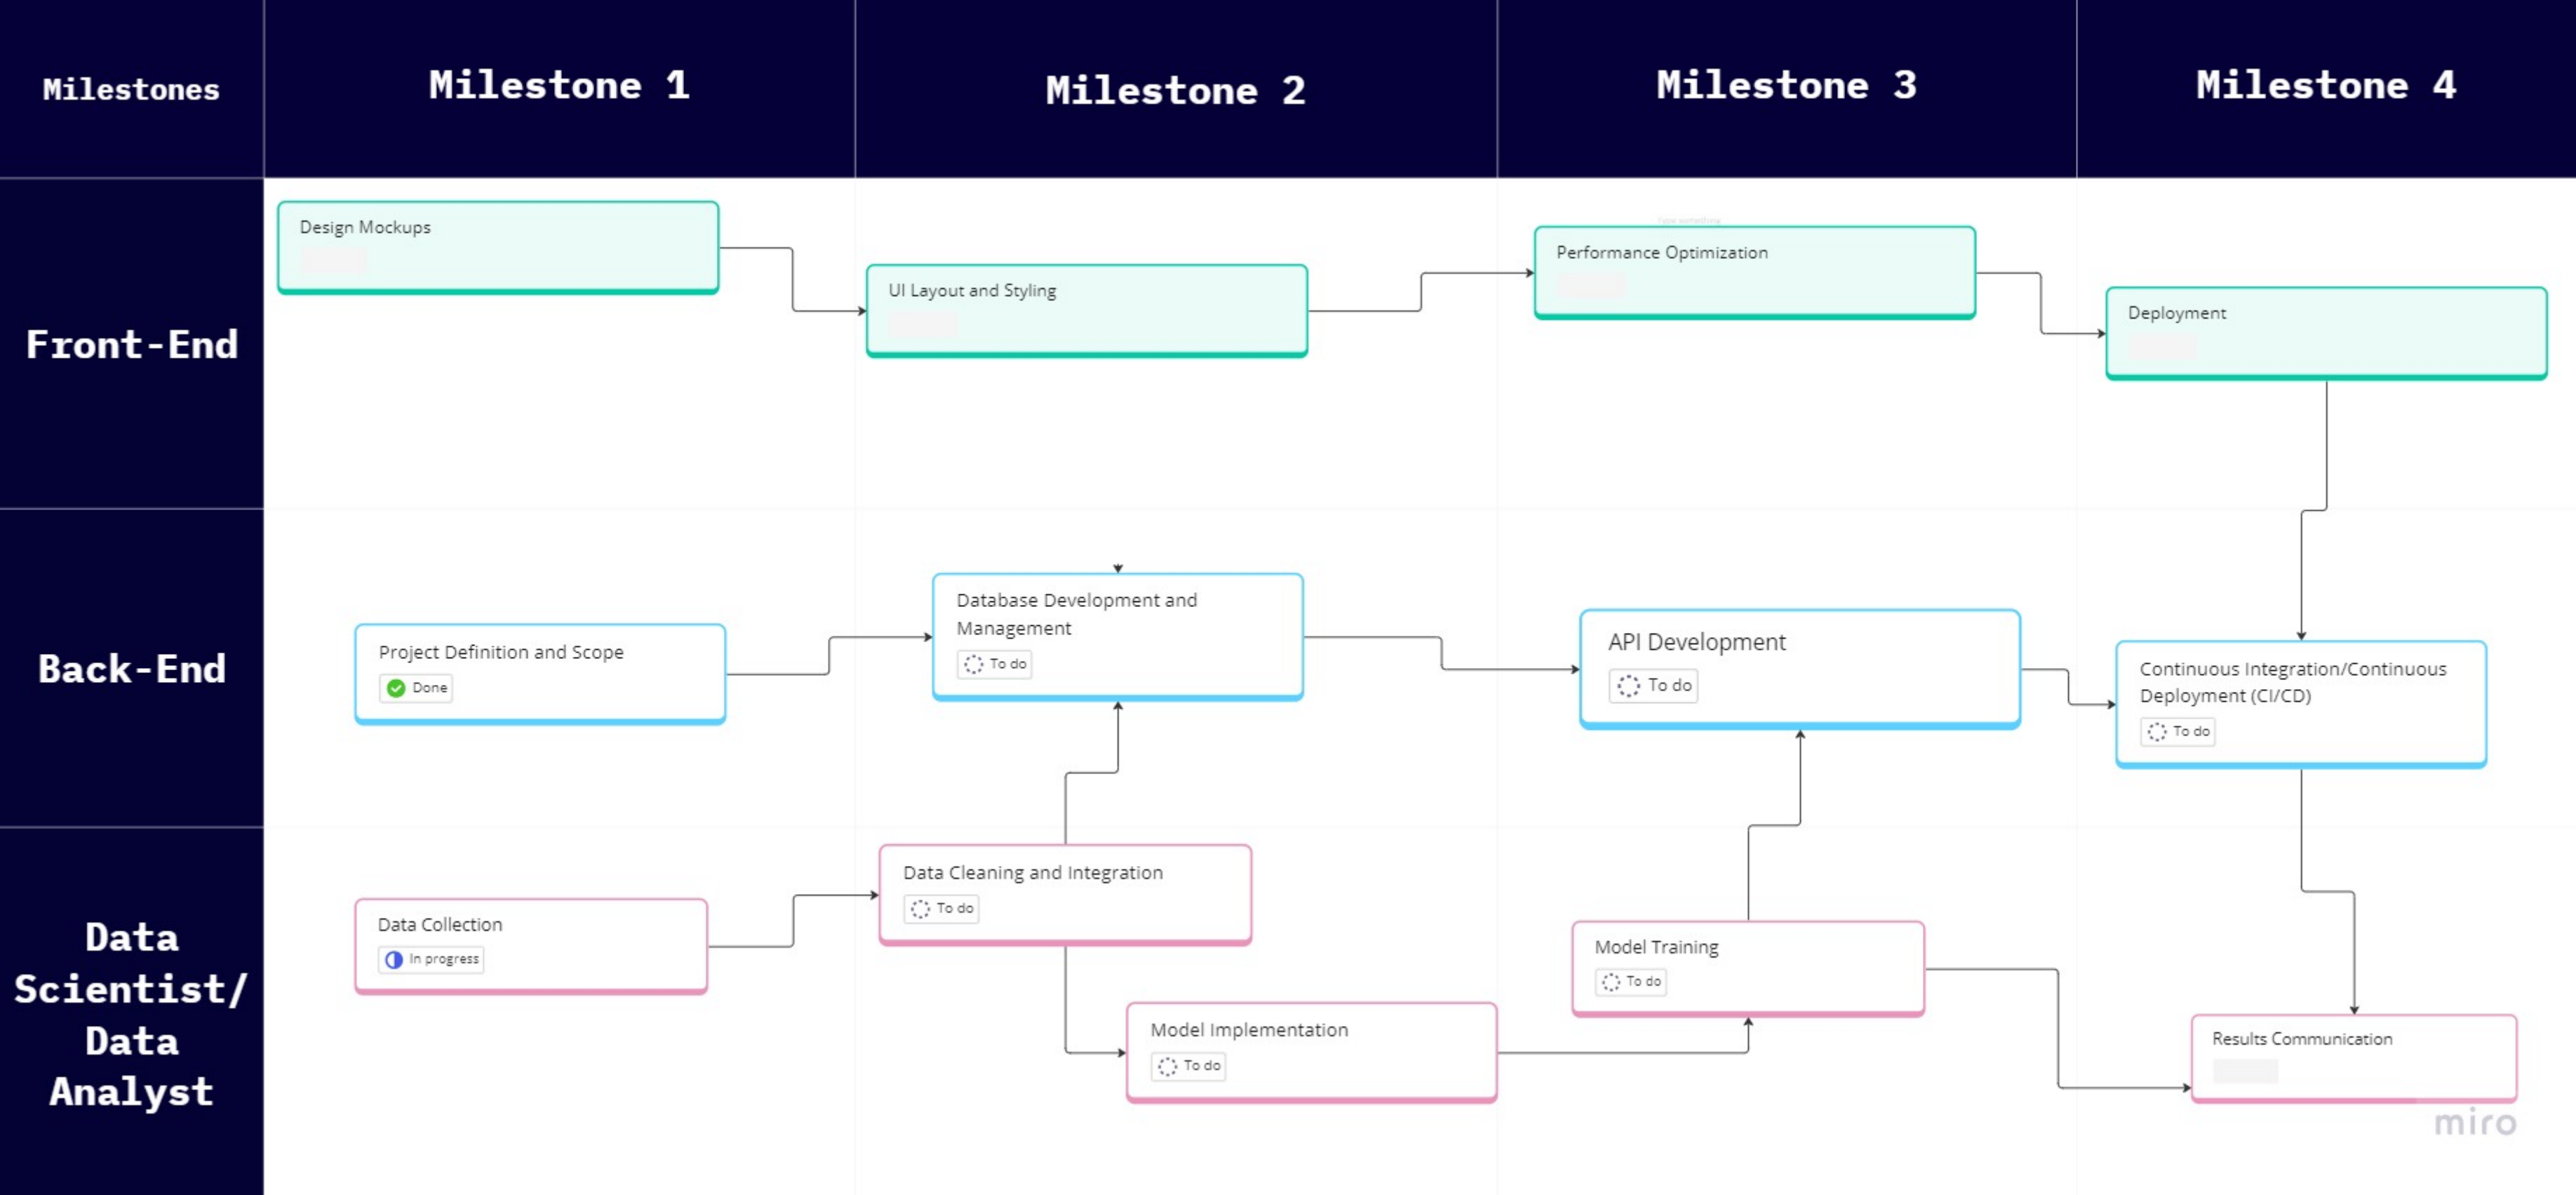 Milestones
Milestone 1
Milestone 2
Milestone 3
Milestone 4
Front-End
Design Mockups
UI Layout and Styling
Type something
Performance Optimization
Deployment
Back-End
Project Definition and Scope
Done
Database Development and
Management
To do
API Development
To do
Continuous Integration/Continuous
Deployment (CI/CD)
To do
Data
Scientist/
Data
Analyst
Data Collection
In progress
Data Cleaning and Integration
To do
Model Implementation
To do
Model Training
To do
Results Communication
miro